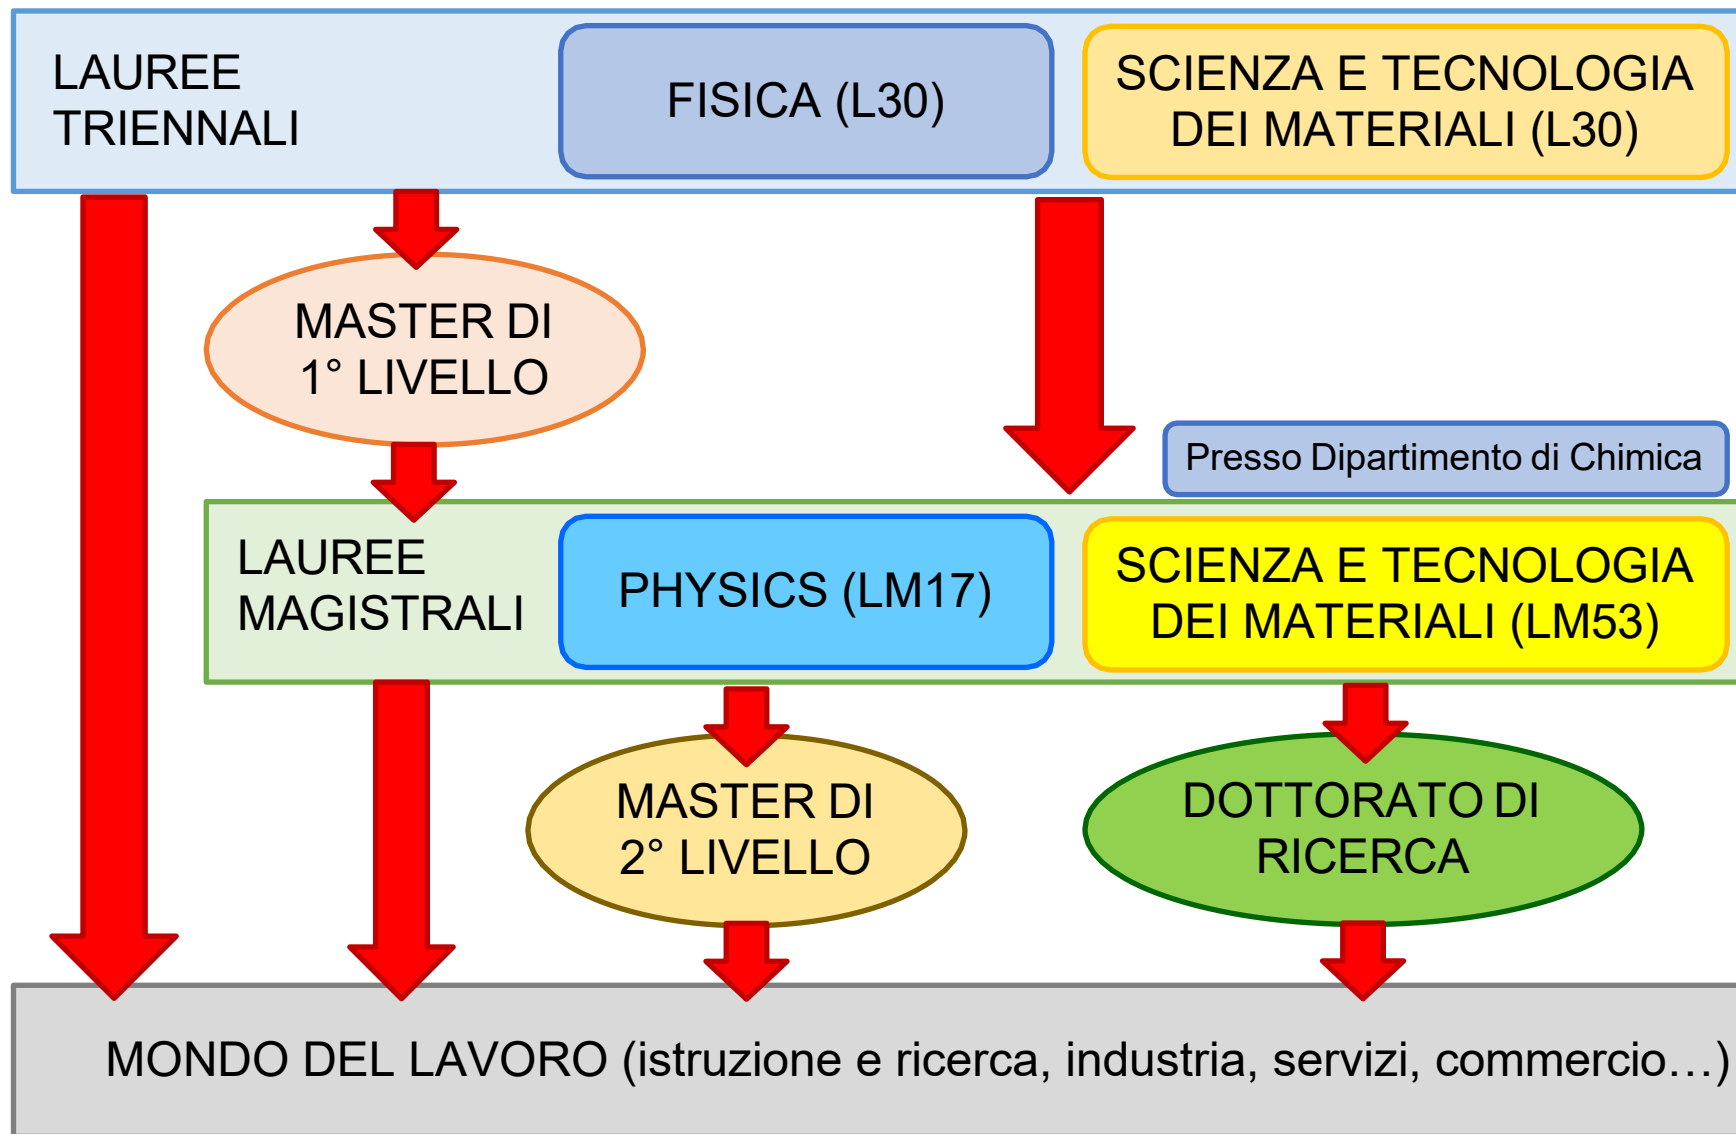 LAUREE
TRIENNALI
FISICA (L30)
SCIENZA E TECNOLOGIA
DEI MATERIALI (L30)
MASTER DI
1° LIVELLO
Presso Dipartimento di Chimica
LAUREE
MAGISTRALI
PHYSICS (LM17)
SCIENZA E TECNOLOGIA
DEI MATERIALI (LM53)
MASTER DI
2° LIVELLO
DOTTORATO DI
RICERCA
MONDO DEL LAVORO (istruzione e ricerca, industria, servizi, commercio…)